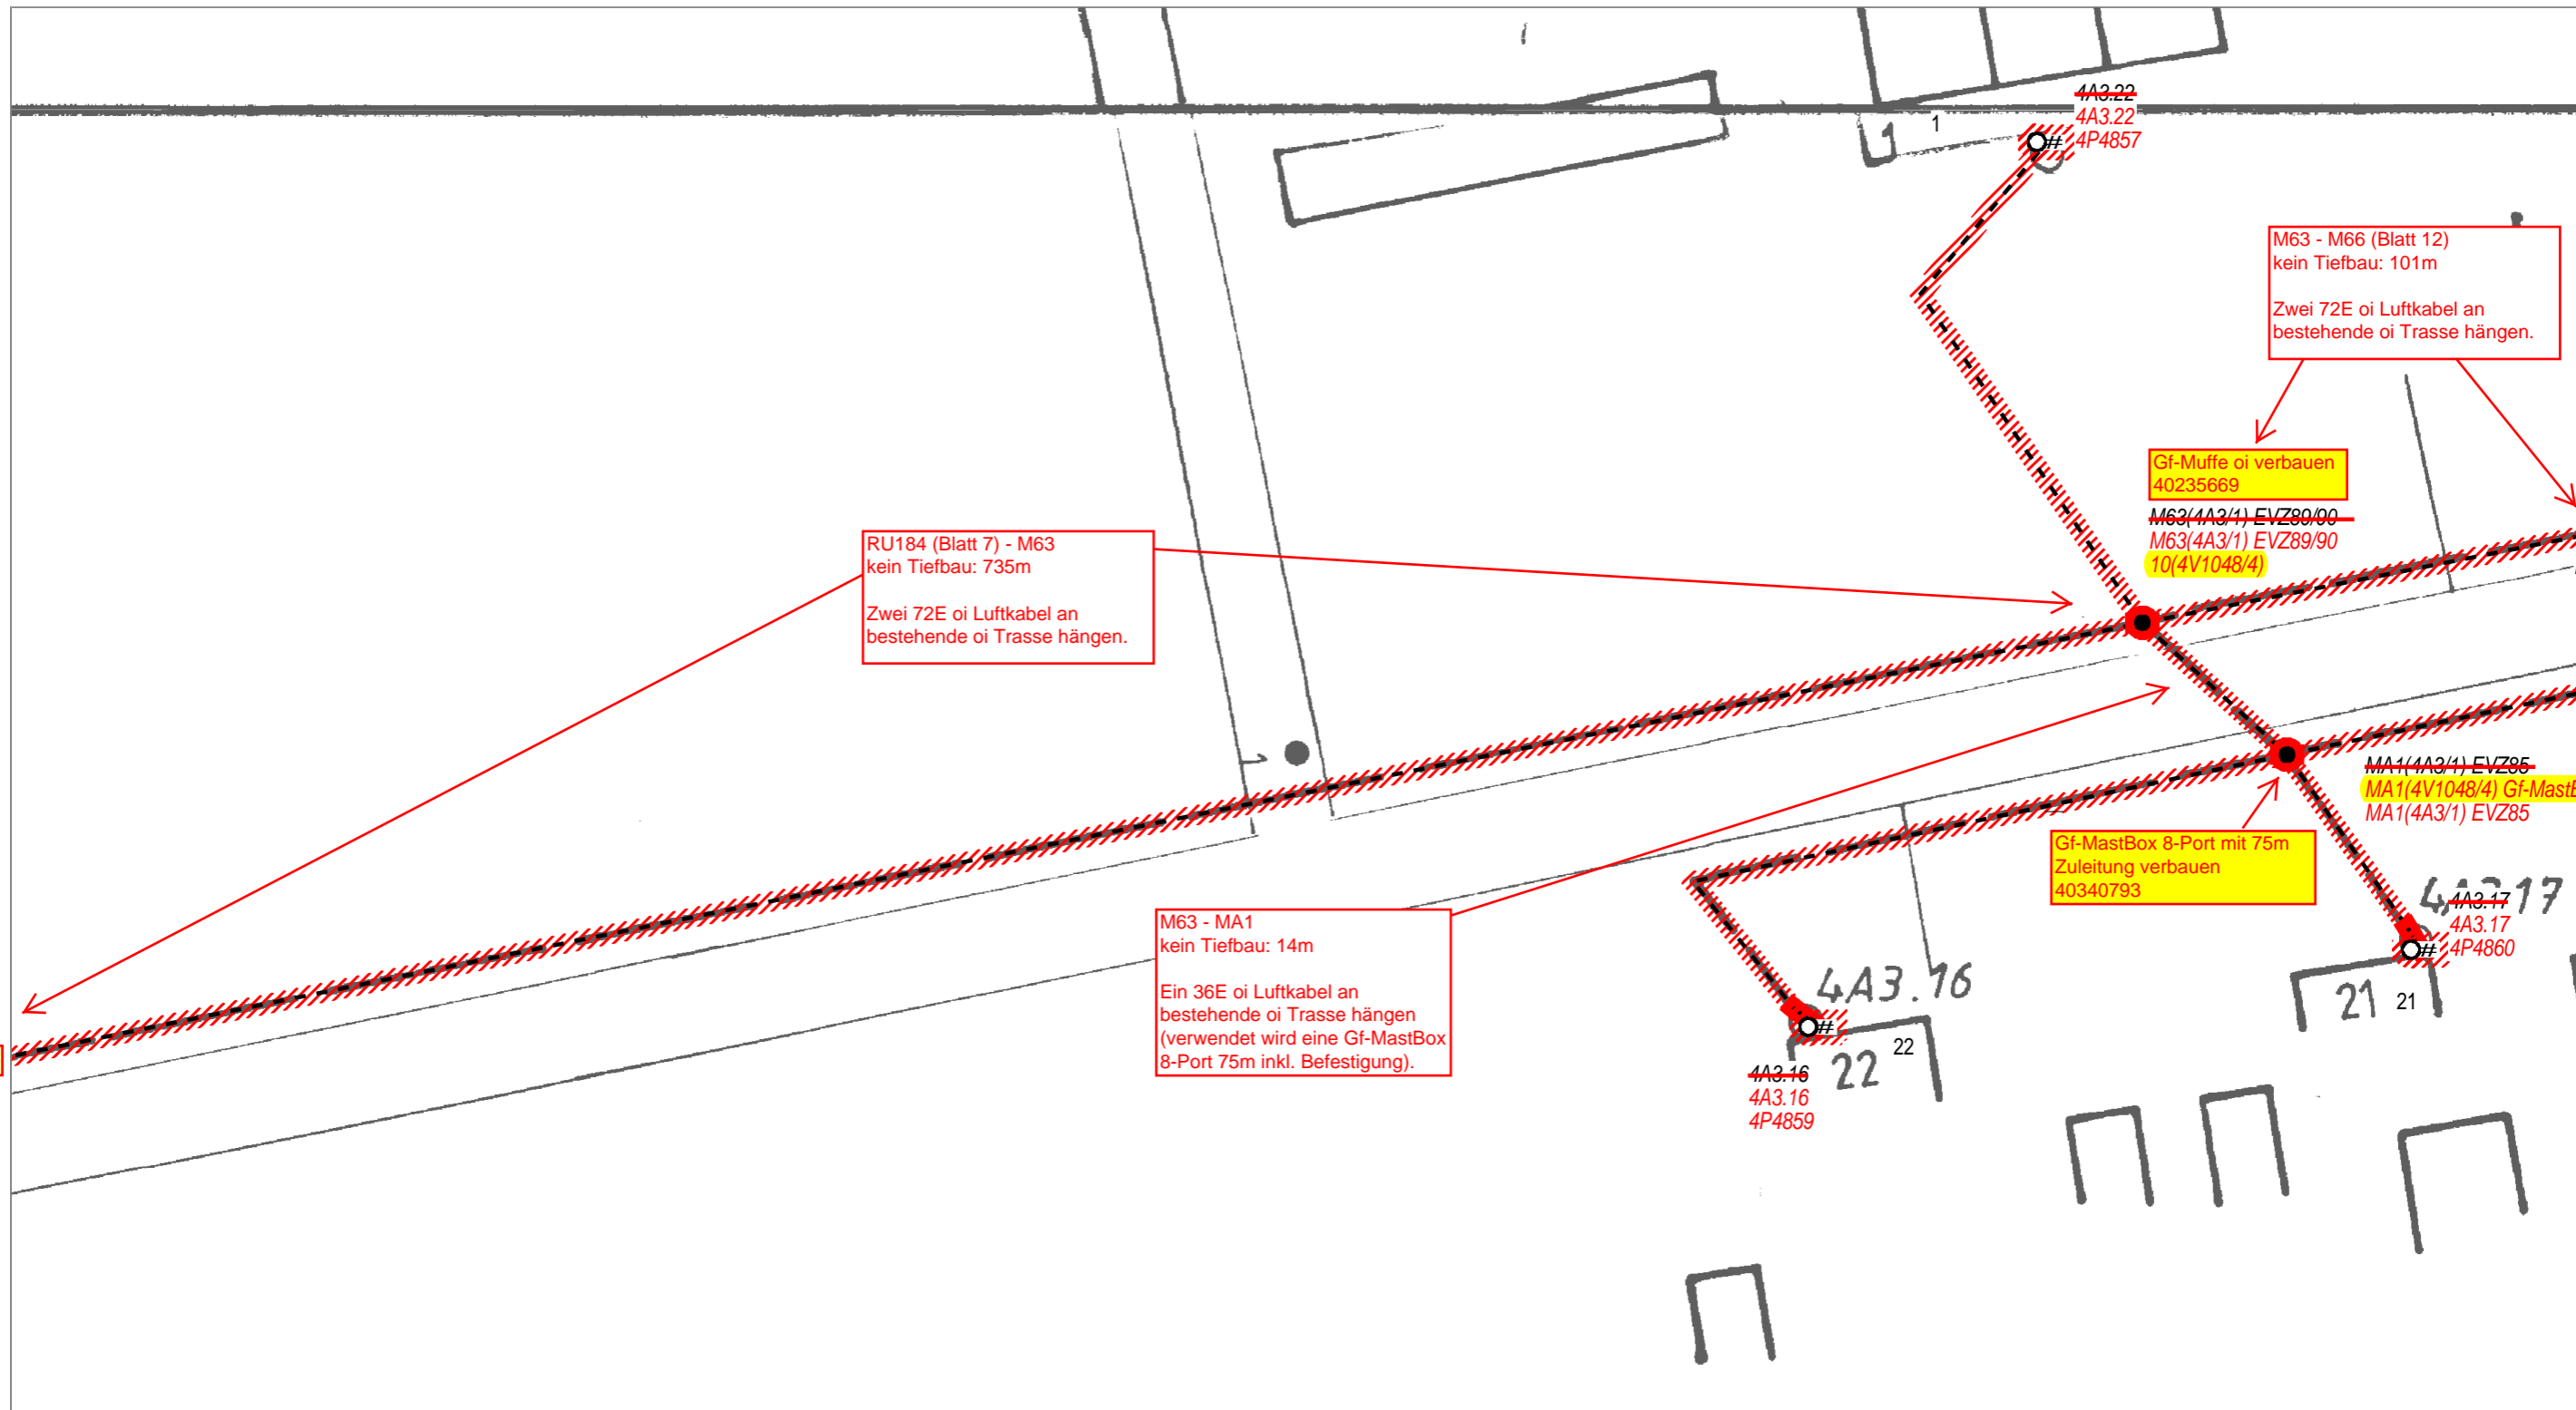 4A3.22
4A3.22
4P4857
1
1
#
M63 - M66 (Blatt 12)
kein Tiefbau: 101m
Zwei 72E oi Luftkabel an
bestehende oi Trasse hängen.
Gf-Muffe oi verbauen
40235669
M63(4A3/1) EVZ89/90
M63(4A3/1) EVZ89/90
10(4V1048/4)
RU184 (Blatt 7) - M63
kein Tiefbau: 735m
Zwei 72E oi Luftkabel an
bestehende oi Trasse hängen.
MA1(4A3/1) EVZ85
MA1(4V1048/4)
MA1(4A3/1) EVZ85
Gf-MastBox 8-Port mit 75m
Zuleitung verbauen
40340793
M63 - MA1
kein Tiefbau: 14m
Ein 36E oi Luftkabel an
bestehende oi Trasse hängen
(verwendet wird eine Gf-MastBox
8-Port 75m inkl. Befestigung).
4A3.17
4A3.17
4P4860
#
21
21
4A3.16
#
22
22
4A3.16
4A3.16
4P4859